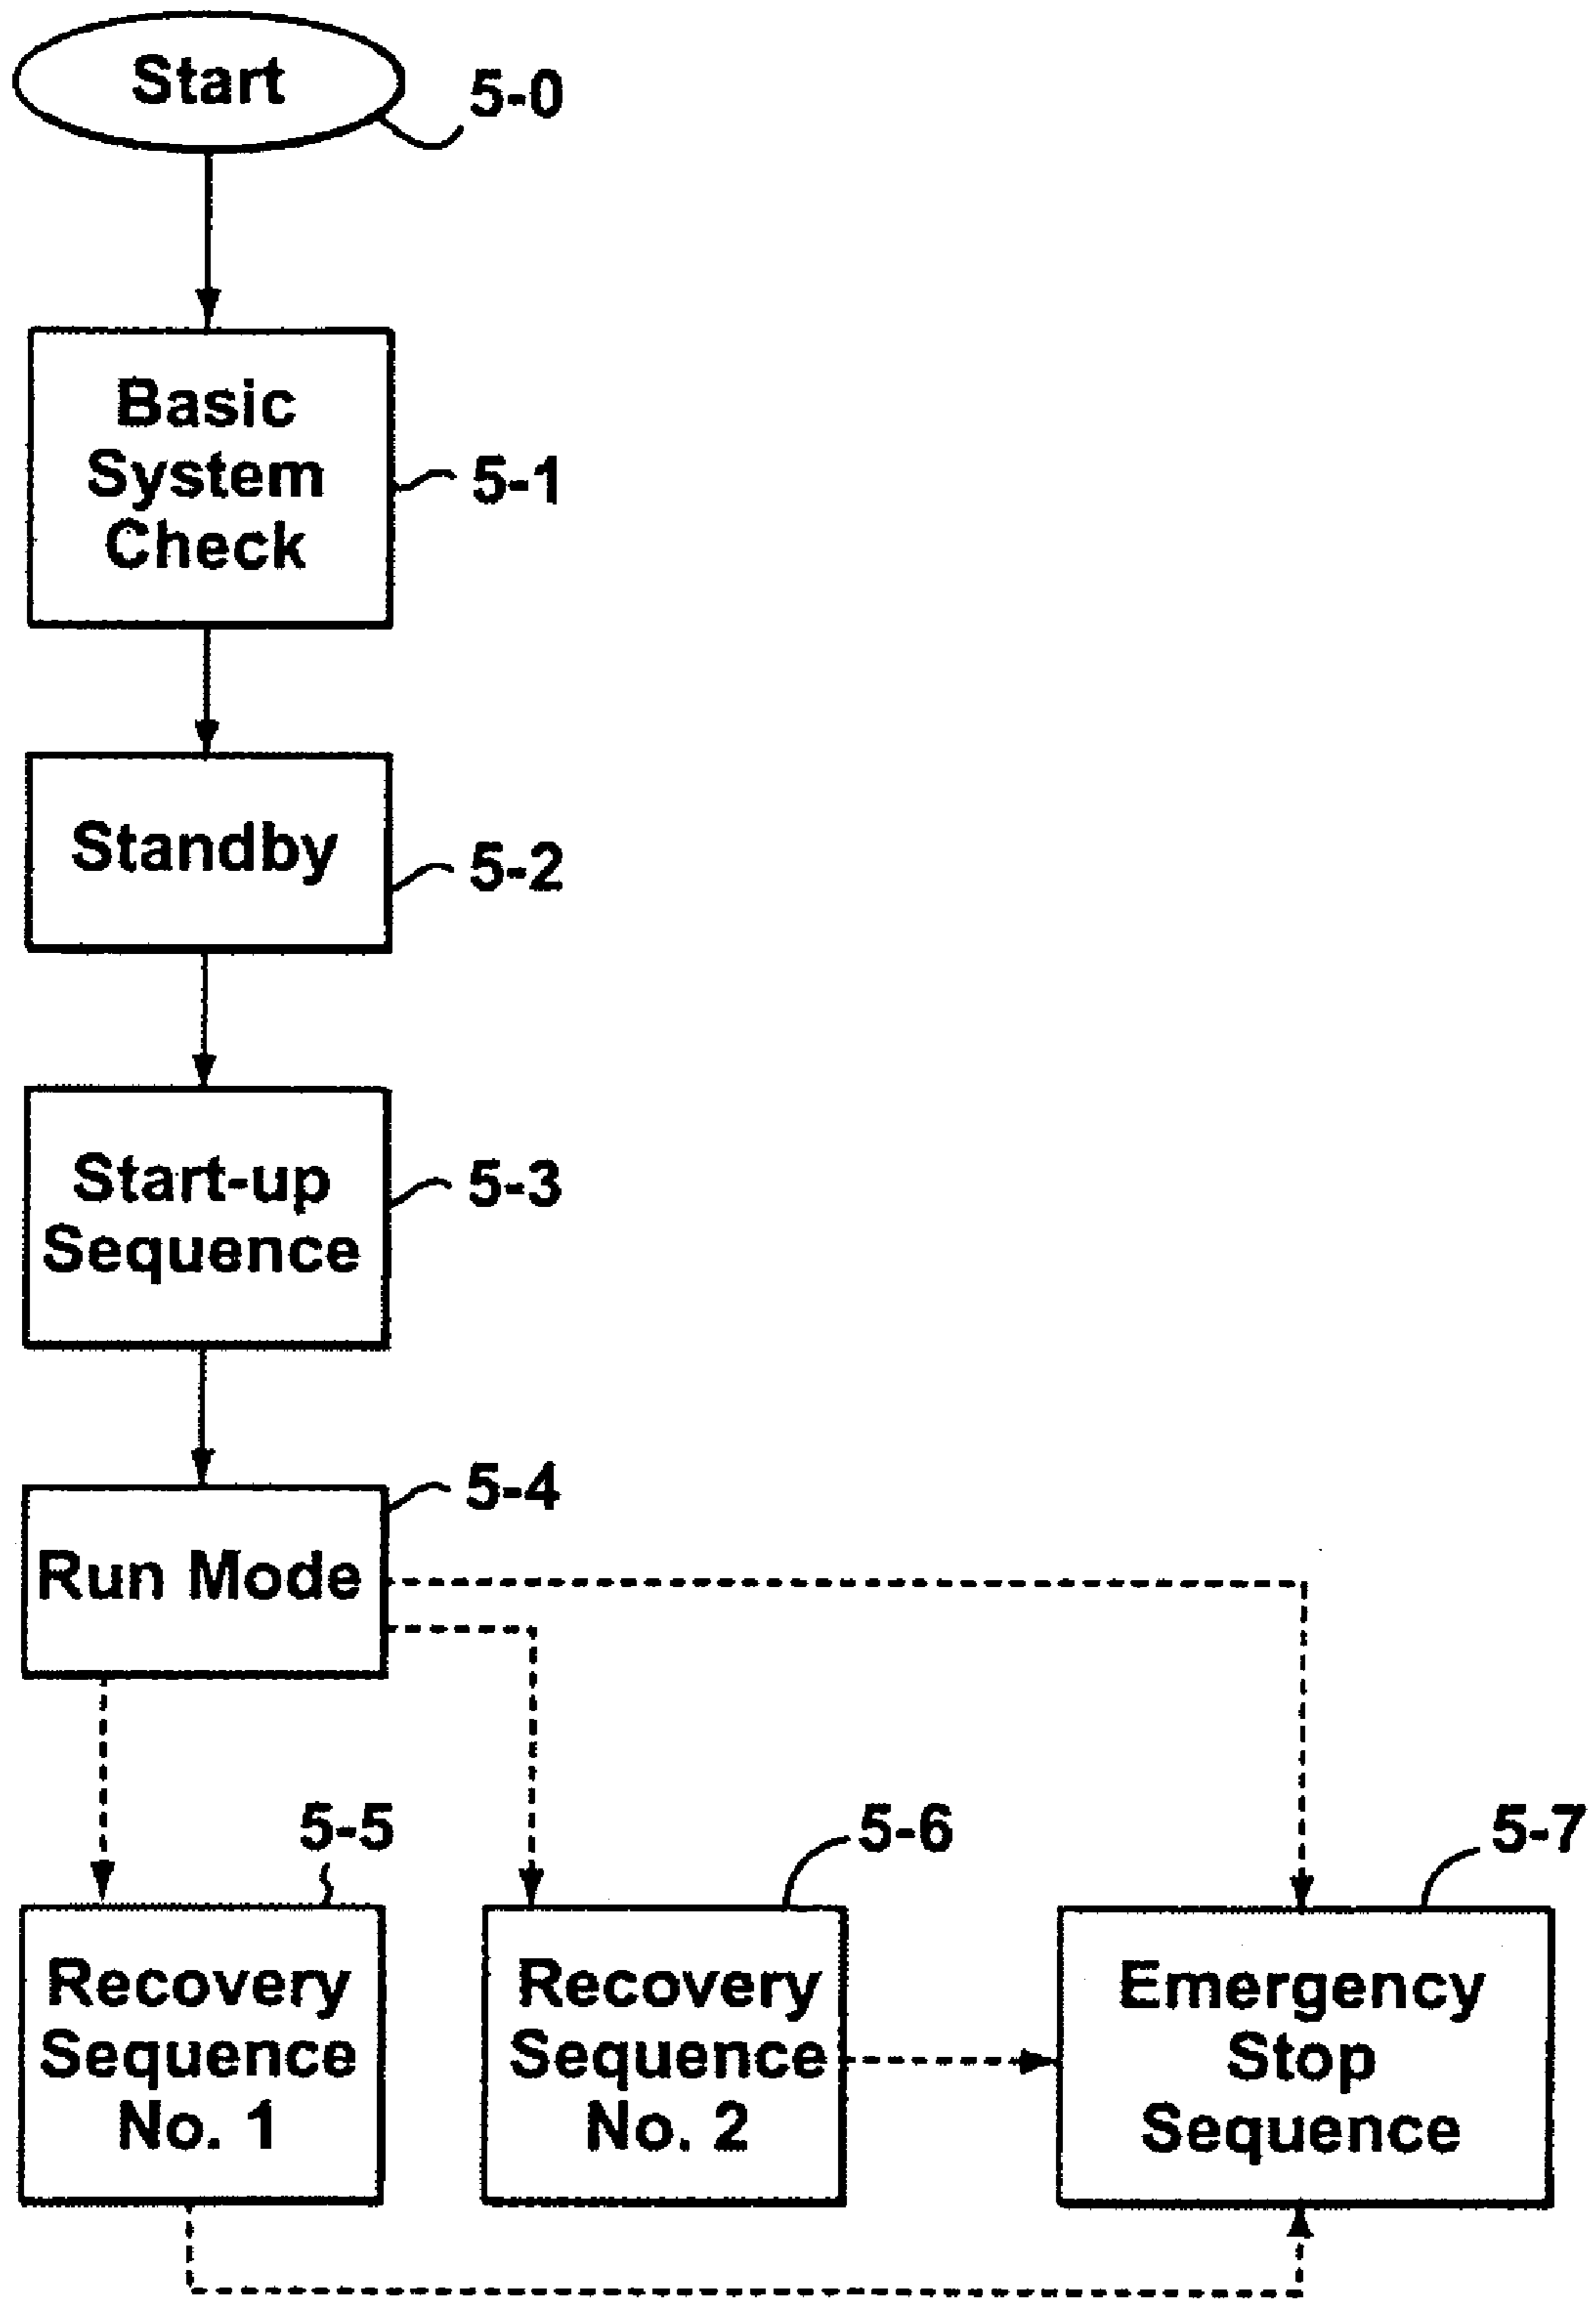 Start
5-0
Basic
System
Check
5-1
Standby
5-2
Start-up
Sequence
5-3
5-4
Run Mode
5-5
5-6
5-7
Recovery
Sequence
No. 1
Recovery
Sequence
No. 2
Emergency
Stop
Sequence